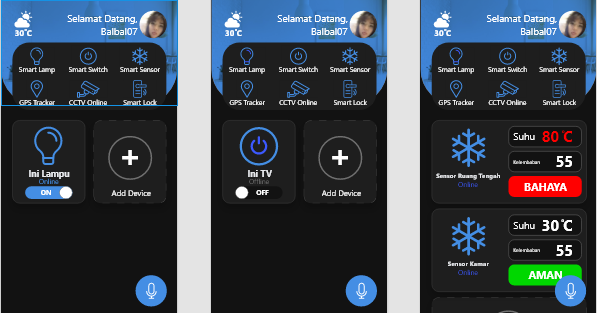 Selamat Datang,
Balbal07
30°C
Smart Lamp Smart Switch Smart Sensor
GPS Tracker CCTV Online Smart Lock
Ini Lampu
Online
ON
Add Device
Selamat Datang,
Balbal07
30°C
Smart Lamp Smart Switch Smart Sensor
GPS Tracker CCTV Online Smart Lock
Ini TV
Offline
OFF
Add Device
Selamat Datang,
Balbal07
30°C
Smart Lamp Smart Switch Smart Sensor
GPS Tracker CCTV Online Smart Lock
Suhu 80°C
Kelembaban 55
Sensor Ruang Tengah
Online
BAHAYA
Suhu 30°C
Kelembaban 55
Sensor Kamar
Online
AMAN